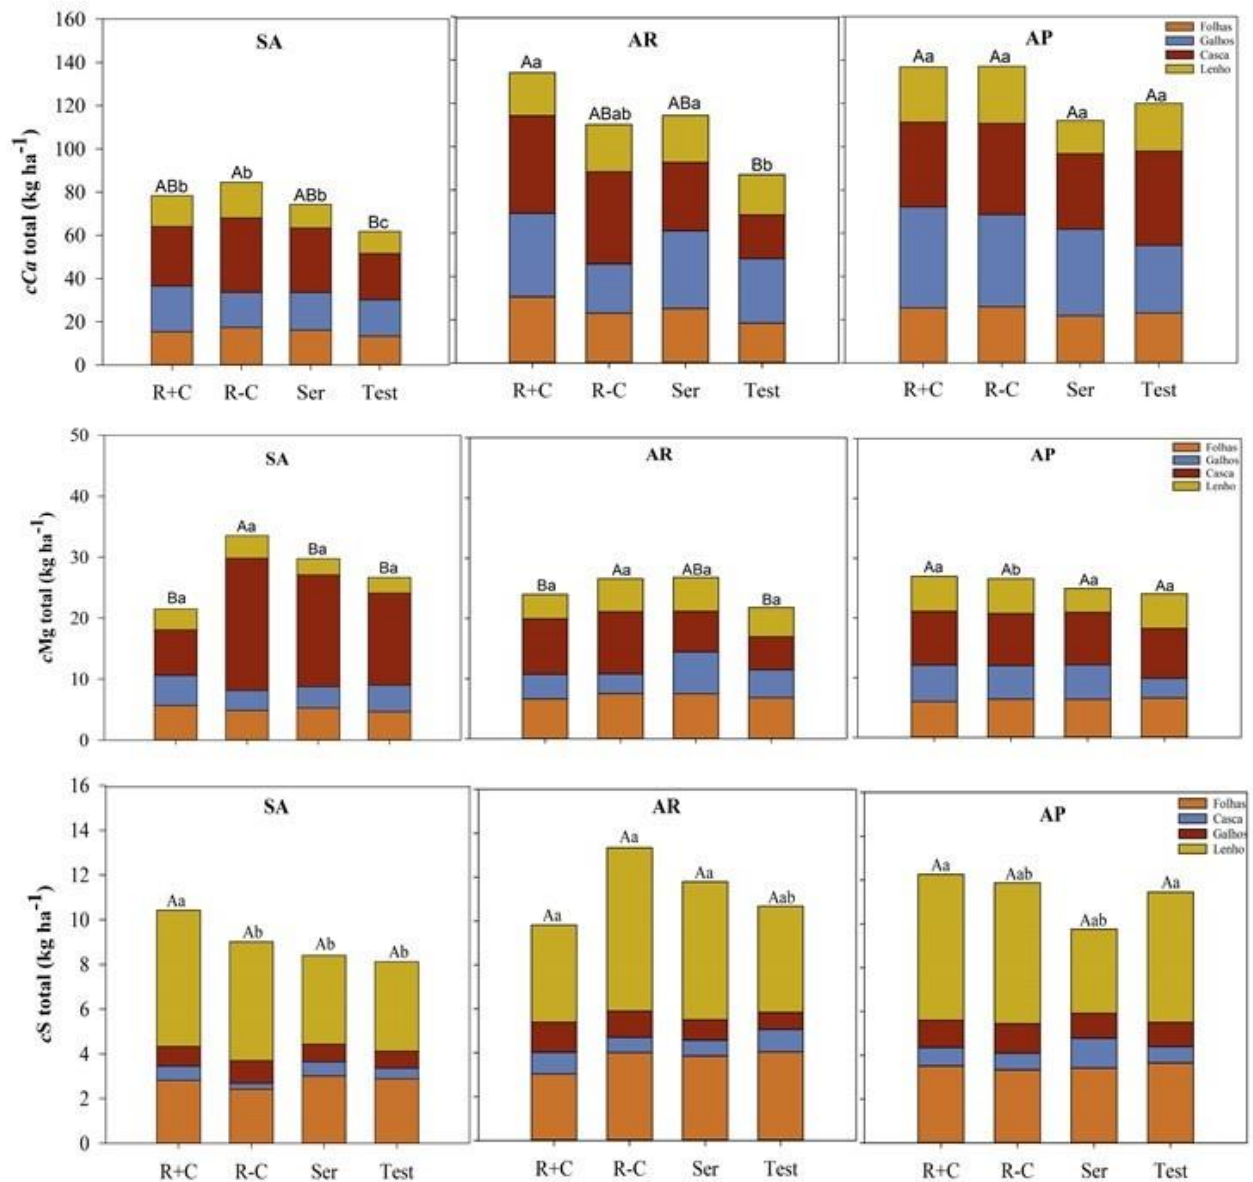 160
140
120
100
80
60
40
20
0
cCa total (kg ha-1)
SA
ABb
Ab
ABb
Bc
R+C
R-C
Ser
Test
AR
Aa
ABab
ABa
Bb
R+C
R-C
Ser
Test
AP
Folhas
Galhos
Casca
Lenho
Aa
Aa
Aa
Aa
R+C
R-C
Ser
Test
50
40
30
20
10
0
cMg total (kg ha-1)
SA
Ba
Aa
Ba
Ba
AR
Ba
Aa
ABa
Ba
AP
Folhas
Galhos
Casca
Lenho
Aa
Ab
Aa
Aa
16
14
12
10
8
6
4
2
0
cS total (kg ha-1)
SA
Aa
Ab
Ab
Ab
R+C
R-C
Ser
Test
AR
Aa
Aa
Aa
Aab
R+C
R-C
Ser
Test
AP
Folhas
Casca
Galhos
Lenho
Aa
Aab
Aab
Aa
R+C
R-C
Ser
Test